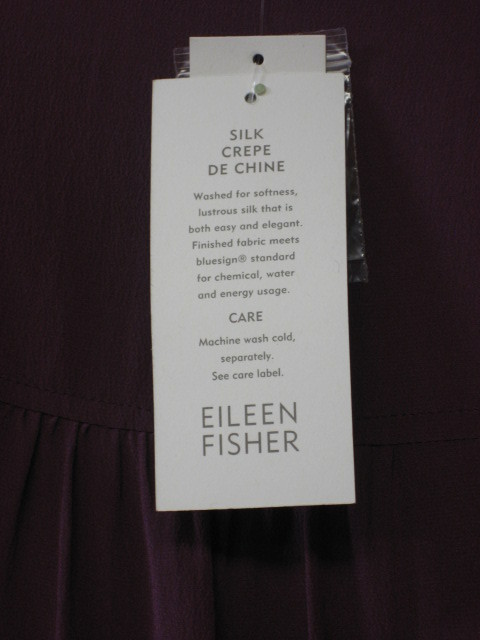 SILK
CREPE
DE CHINE
Washed for softness,
lustrous silk that is
both easy and elegant.
Finished fabric meets
bluesign® standard
for chemical, water
and energy usage.
CARE
Machine wash cold,
separately.
See care label.
EILEEN
FISHER